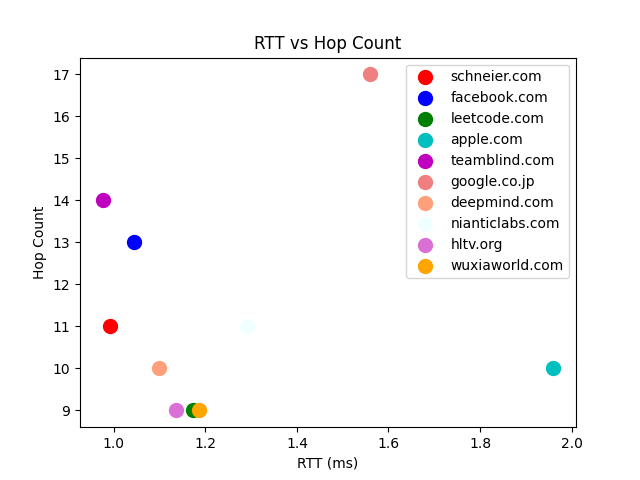 RTT vs Hop Count
17
16
15
14
13
12
11
10
9
Hop Count
schneier.com
facebook.com
leetcode.com
apple.com
teamblind.com
google.co.jp
deepmind.com
nianticlabs.com
hltv.org
wuxiaworld.com
1.0 1.2 1.4 1.6 1.8 2.0
RTT (ms)